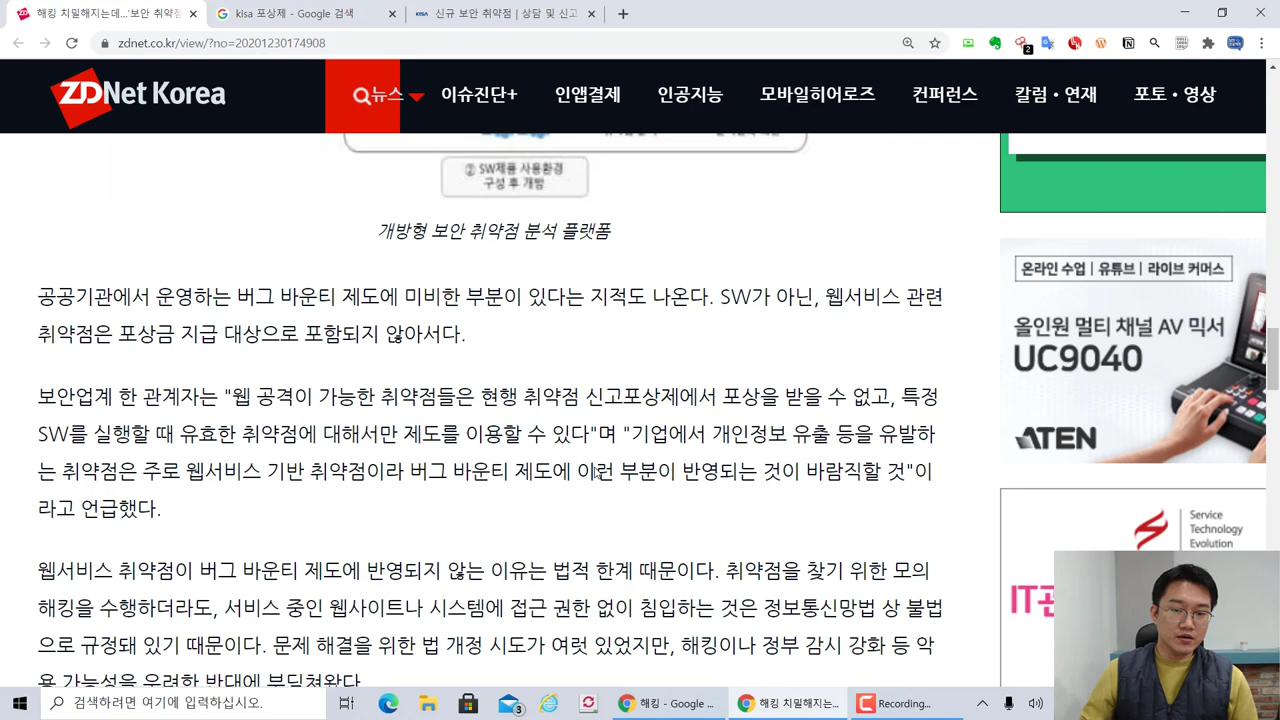 해킹 치밀해지는데...'보안 취약점
kisa 포상제 - Google 검색
KISA 신규 보안 취약점 | 상담 및 신고
zdnet.co.kr/view/?no=20201230174908
2
ZDNet Korea
뉴스
이슈진단+
인앱결제
인공지능
모바일히어로즈
컨퍼런스
칼럼・연재
포토・영상
② SW제품 사용환경
구성 후 개방
개방형 보안 취약점 분석 플랫폼
공공기관에서 운영하는 버그 바운티 제도에 미비한 부분이 있다는 지적도 나온다. SW가 아닌, 웹서비스 관련
취약점은 포상금 지급 대상으로 포함되지 않아서다.
보안업계 한 관계자는 "웹 공격이 가능한 취약점들은 현행 취약점 신고포상제에서 포상을 받을 수 없고, 특정
SW를 실행할 때 유효한 취약점에 대해서만 제도를 이용할 수 있다"며 "기업에서 개인정보 유출 등을 유발하
는 취약점은 주로 웹서비스 기반 취약점이라 버그 바운티 제도에 이런 부분이 반영되는 것이 바람직할 것"이
라고 언급했다.
웹서비스 취약점이 버그 바운티 제도에 반영되지 않는 이유는 법적 한계 때문이다. 취약점을 찾기 위한 모의
해킹을 수행하더라도, 서비스 중인 웹사이트나 시스템에 접근 권한 없이 침입하는 것은 정보통신망법 상 불법
으로 규정돼 있기 때문이다. 문제 해결을 위한 법 개정 시도가 여럿 있었지만, 해킹이나 정부 감시 강화 등 악
용 가능성을 우려한 반대에 부딪쳐왔다.
온라인 수업 | 유튜브 | 라이브 커머스
올인원 멀티 채널 AV 믹서
UC9040
ATEN
Service
Technology
Evolution
검색하려면 여기에 입력하십시오.
3
해킹 - Google ...
해킹 치밀해지는...
Recording...